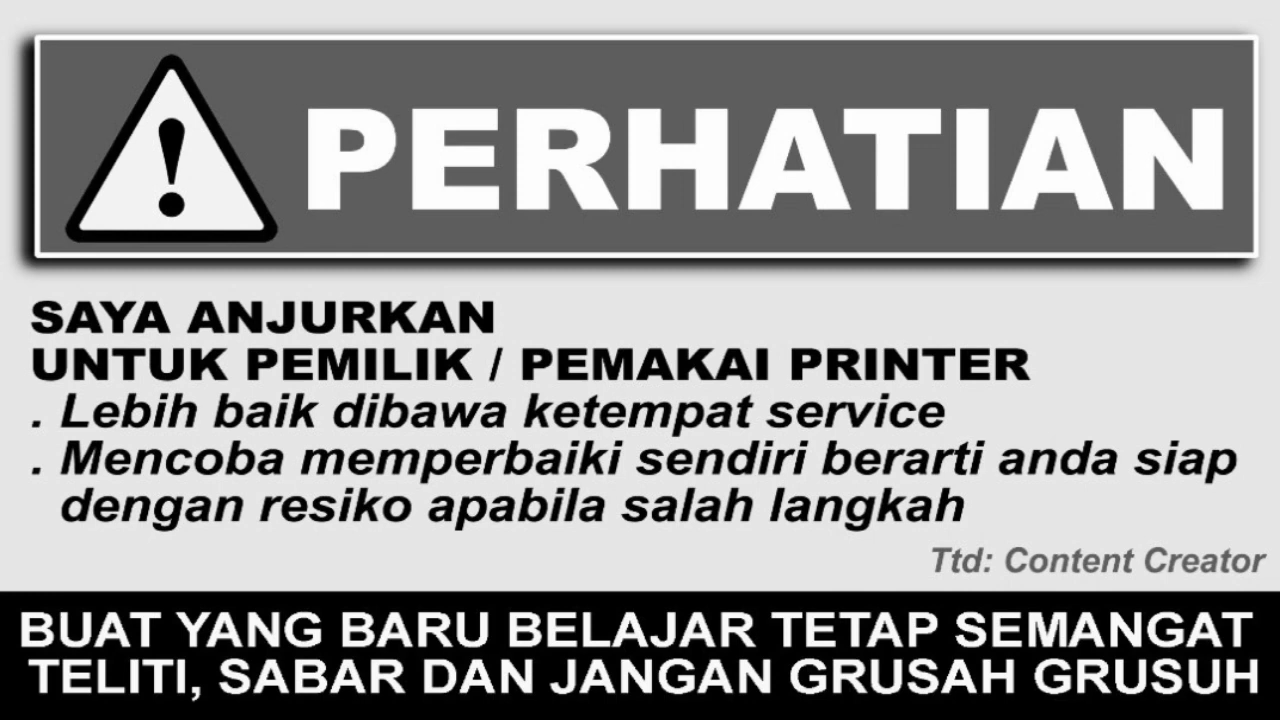 PERHATIAN
SAYA ANJURKAN
UNTUK PEMILIK / PEMAKAI PRINTER
. Lebih baik dibawa ketempat service
. Mencoba memperbaiki sendiri berarti anda siap
dengan resiko apabila salah langkah
Ttd: Content Creator
BUAT YANG BARU BELAJAR TETAP SEMANGAT
TELITI, SABAR DAN JANGAN GRUSAH GRUSUH